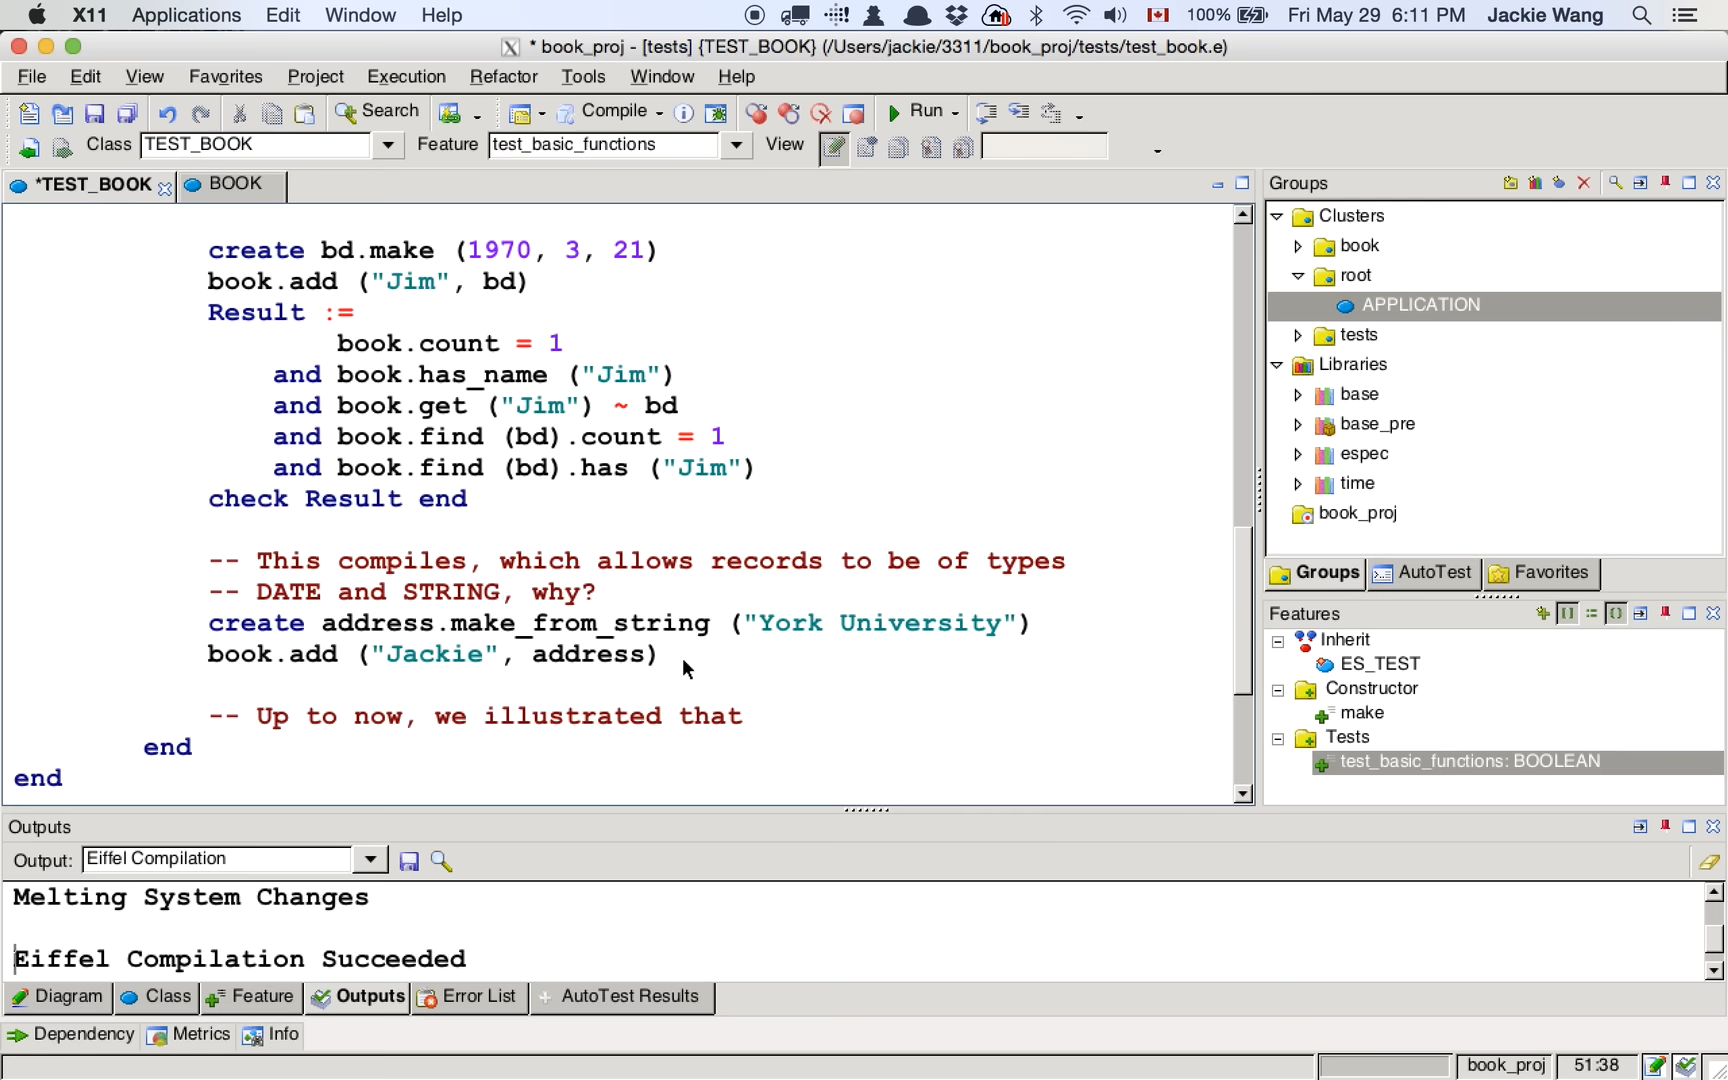 X11 Applications Edit Window Help 100% Fri May 29 6:11 PM Jackie Wang
* book_proj - [tests] {TEST_BOOK} (/Users/jackie/3311/book_proj/tests/test_book.e)
File Edit View Favorites Project Execution Refactor Tools Window Help
Search Compile Run
Class TEST_BOOK Feature test_basic_functions View
*TEST_BOOK BOOK
create bd.make (1970, 3, 21)
book.add ("Jim", bd)
Result :=
book.count = 1
and book.has_name ("Jim")
and book.get ("Jim") ~ bd
and book.find (bd).count = 1
and book.find (bd).has ("Jim")
check Result end
-- This compiles, which allows records to be of types
-- DATE and STRING, why?
create address.make_from_string ("York University")
book.add ("Jackie", address)
-- Up to now, we illustrated that
end
end
Groups
Clusters
book
root
APPLICATION
tests
Libraries
base
base_pre
espec
time
book_proj
Groups AutoTest Favorites
Features
Inherit
ES_TEST
Constructor
make
Tests
test_basic_functions: BOOLEAN
Outputs
Output: Eiffel Compilation
Melting System Changes
Eiffel Compilation Succeeded
Diagram Class Feature Outputs Error List AutoTest Results
Dependency Metrics Info
book_proj 51:38